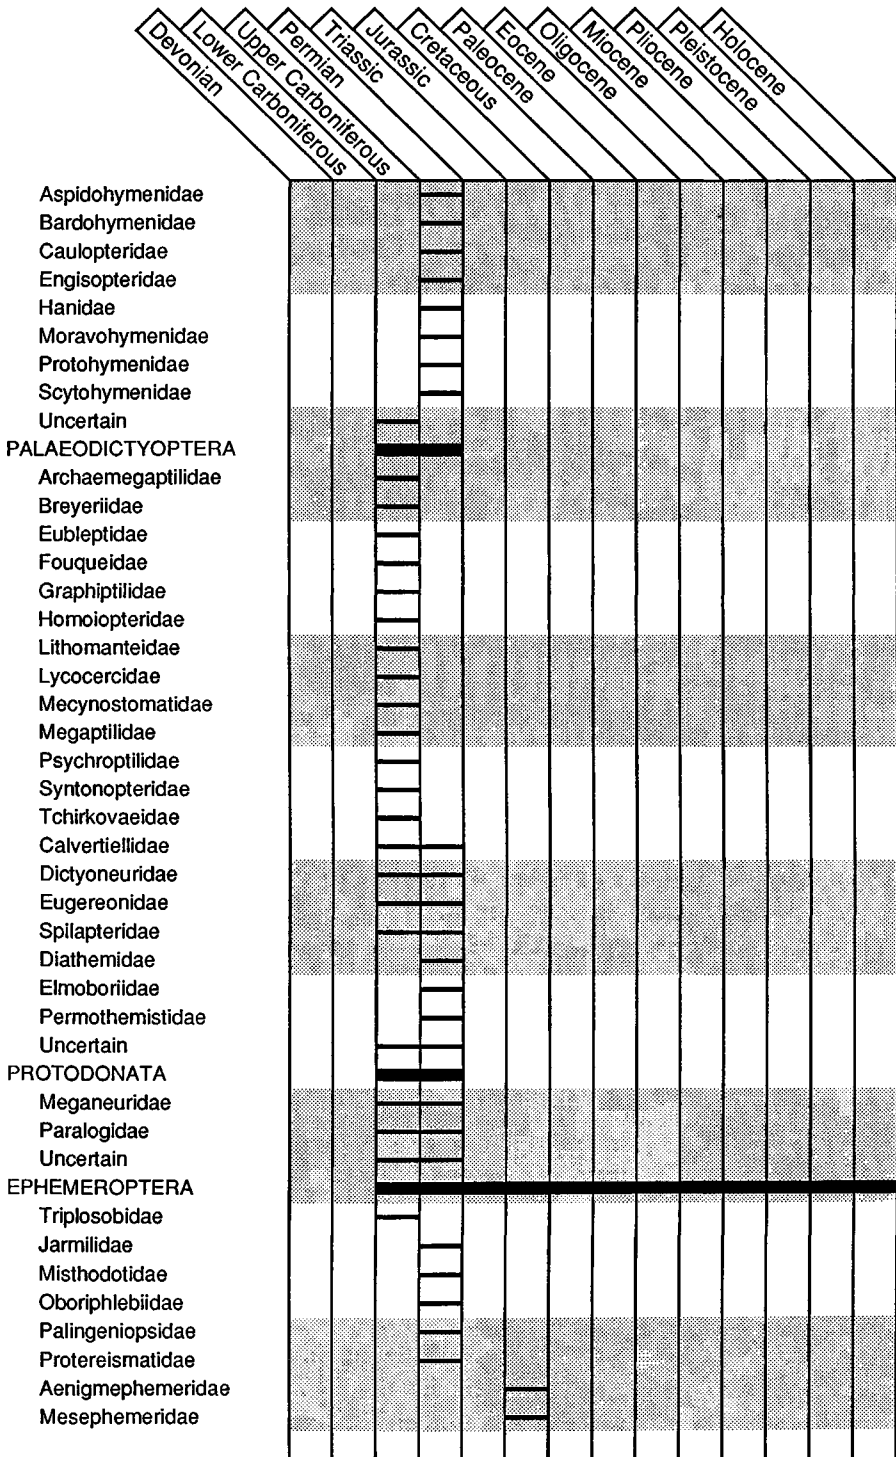 Devonian
Lower Carboniferous
Upper Carboniferous
Permian
Triassic
Jurassic
Cretaceous
Paleocene
Eocene
Oligocene
Miocene
Pliocene
Pleistocene
Holocene
Aspidohymenidae
Bardohymenidae
Caulopteridae
Engisopteridae
Hanidae
Moravohymenidae
Protohymenidae
Scytohymenidae
Uncertain
PALAEODICTYOPTERA
Archaemegaptilidae
Breyeriidae
Eubleptidae
Fouqueidae
Graphiptilidae
Homoiopteridae
Lithomanteidae
Lycocercidae
Mecynostomatidae
Megaptilidae
Psychroptilidae
Syntonopteridae
Tchirkovaeidae
Calvertiellidae
Dictyoneuridae
Eugereonidae
Spilapteridae
Diathemidae
Elmoboriidae
Permothemistidae
Uncertain
PROTODONATA
Meganeuridae
Paralogidae
Uncertain
EPHEMEROPTERA
Triplosobidae
Jarmilidae
Misthodotidae
Oboriphlebiidae
Palingeniopsidae
Protereismatidae
Aenigmephemeridae
Mesephemeridae